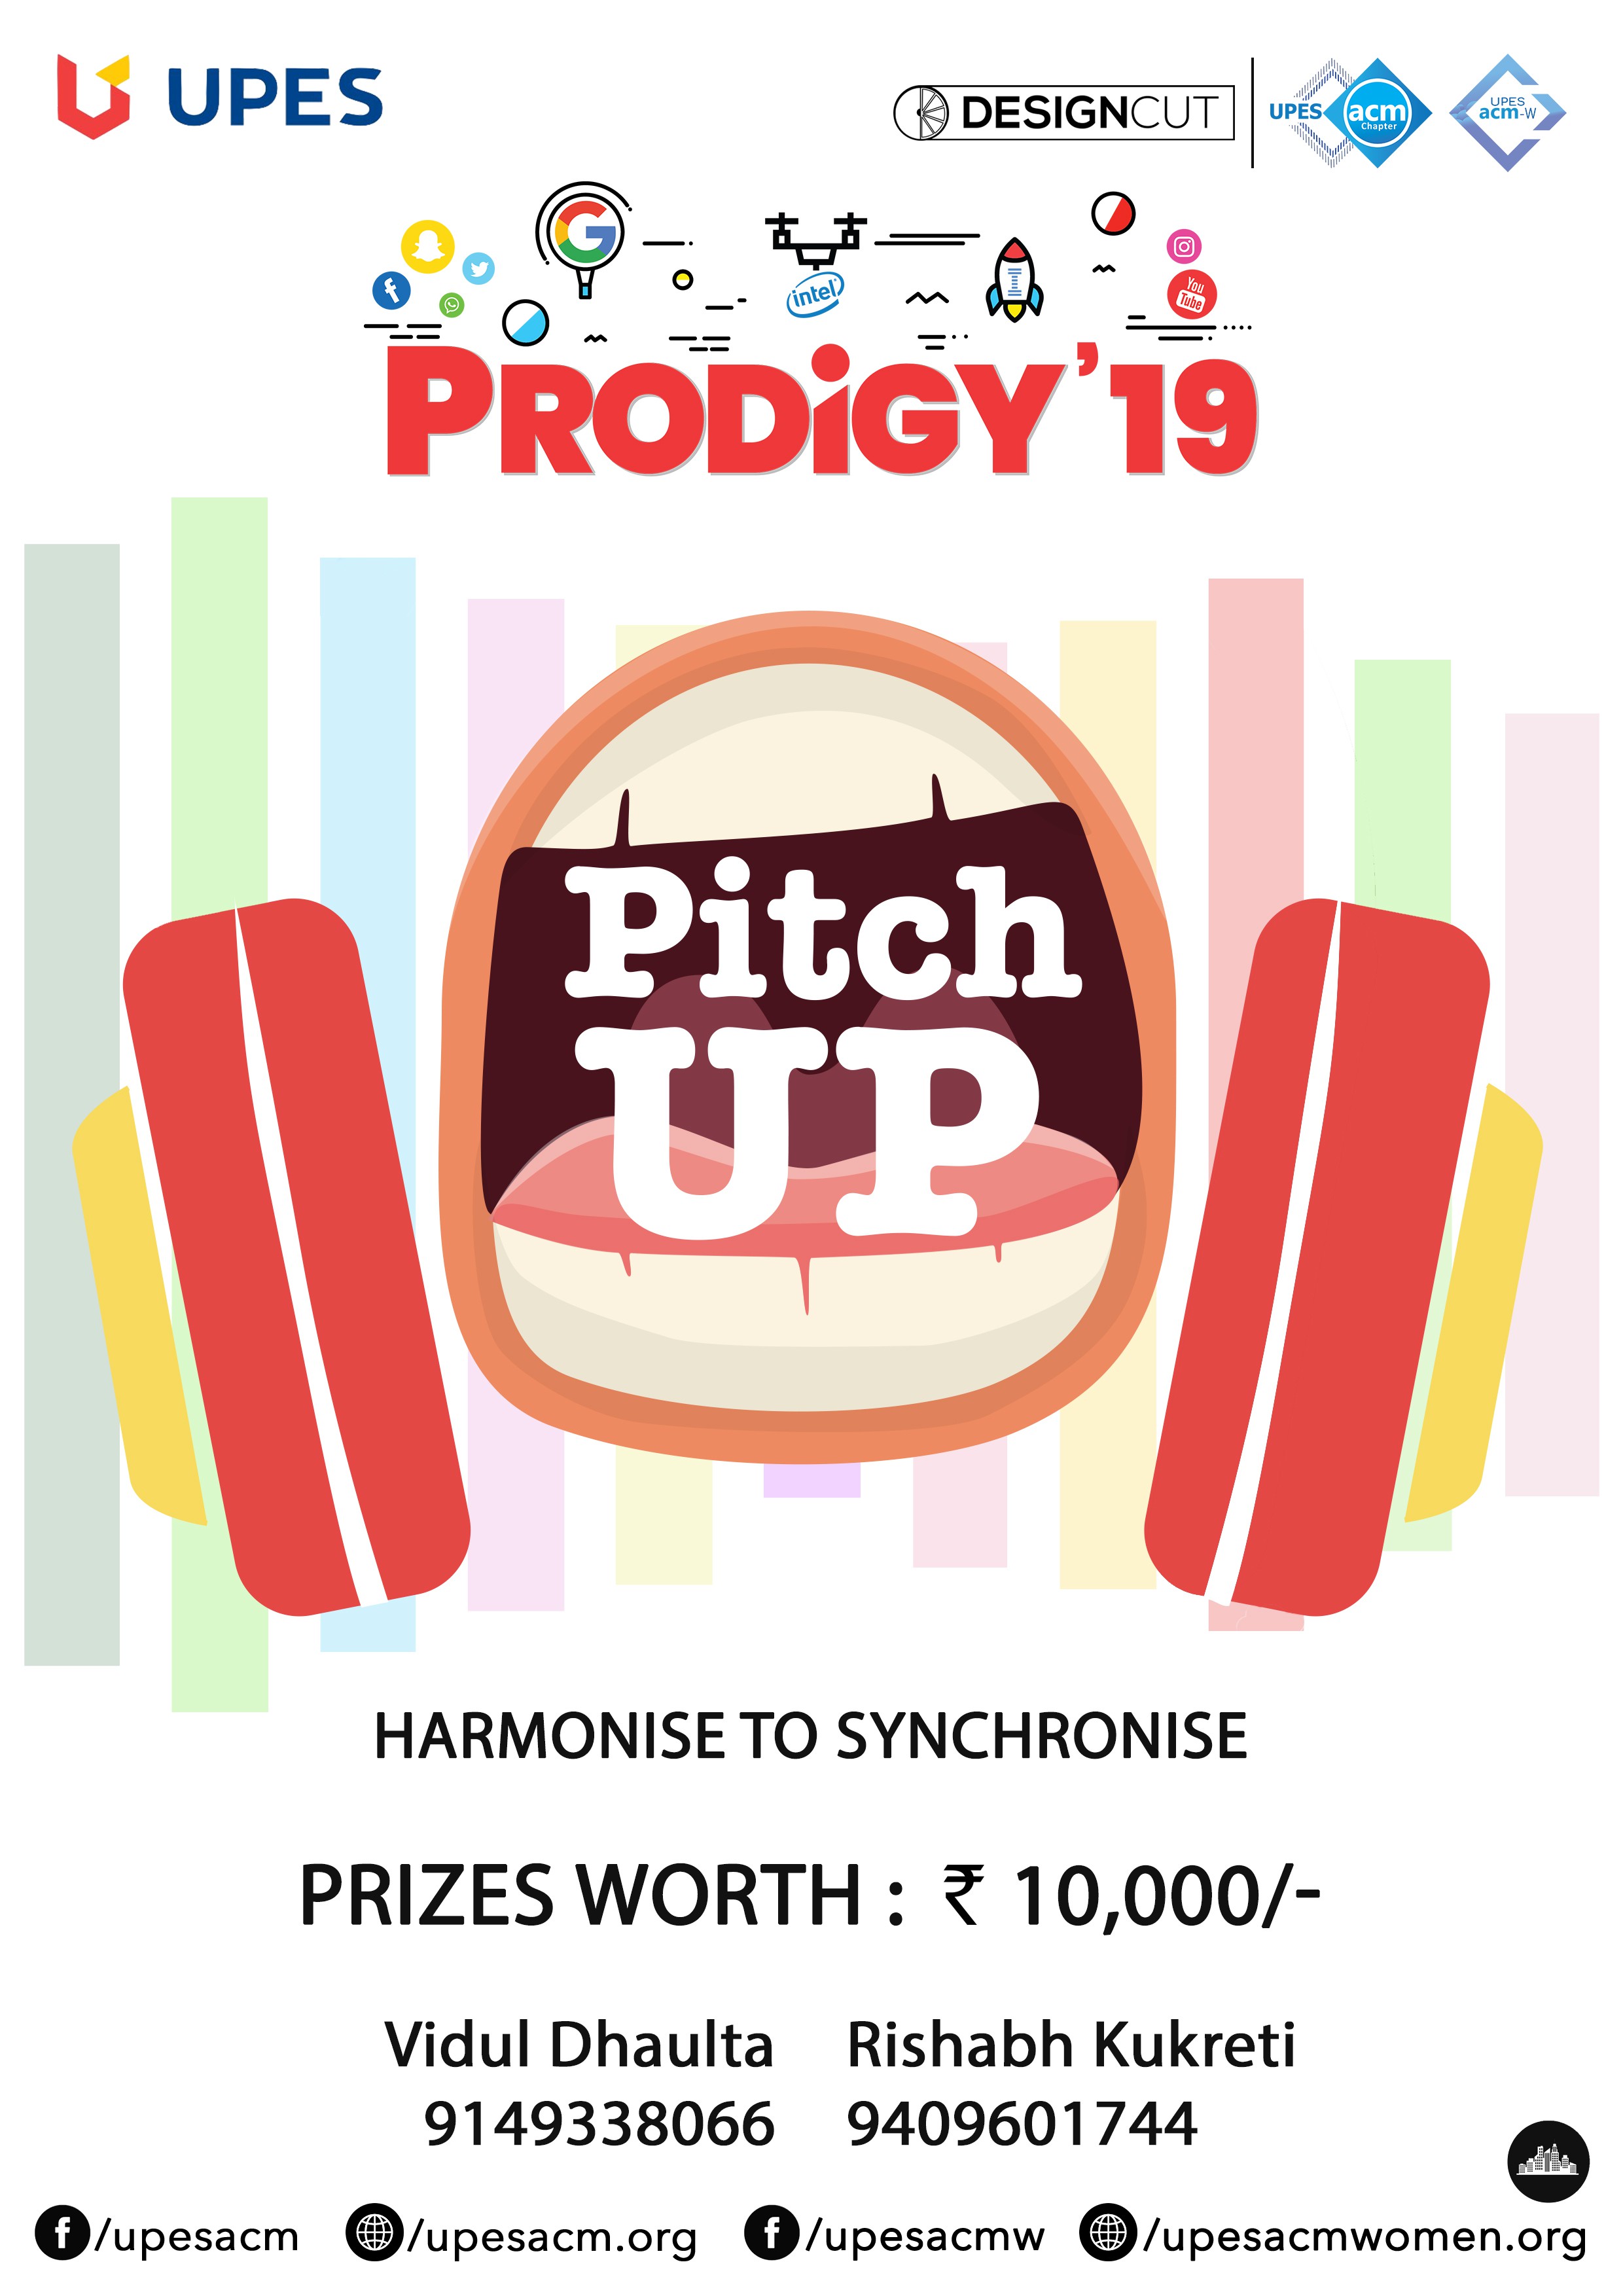 UPES
DESIGNCUT
UPES acm Chapter
UPES acm-W
G
intel
You Tube
PRODiGY'19
Pitch
UP
HARMONISE TO SYNCHRONISE
PRIZES WORTH : ₹ 10,000/-
Vidul Dhaulta Rishabh Kukreti
9149338066 9409601744
/upesacm /upesacm.org /upesacmw /upesacmwomen.org